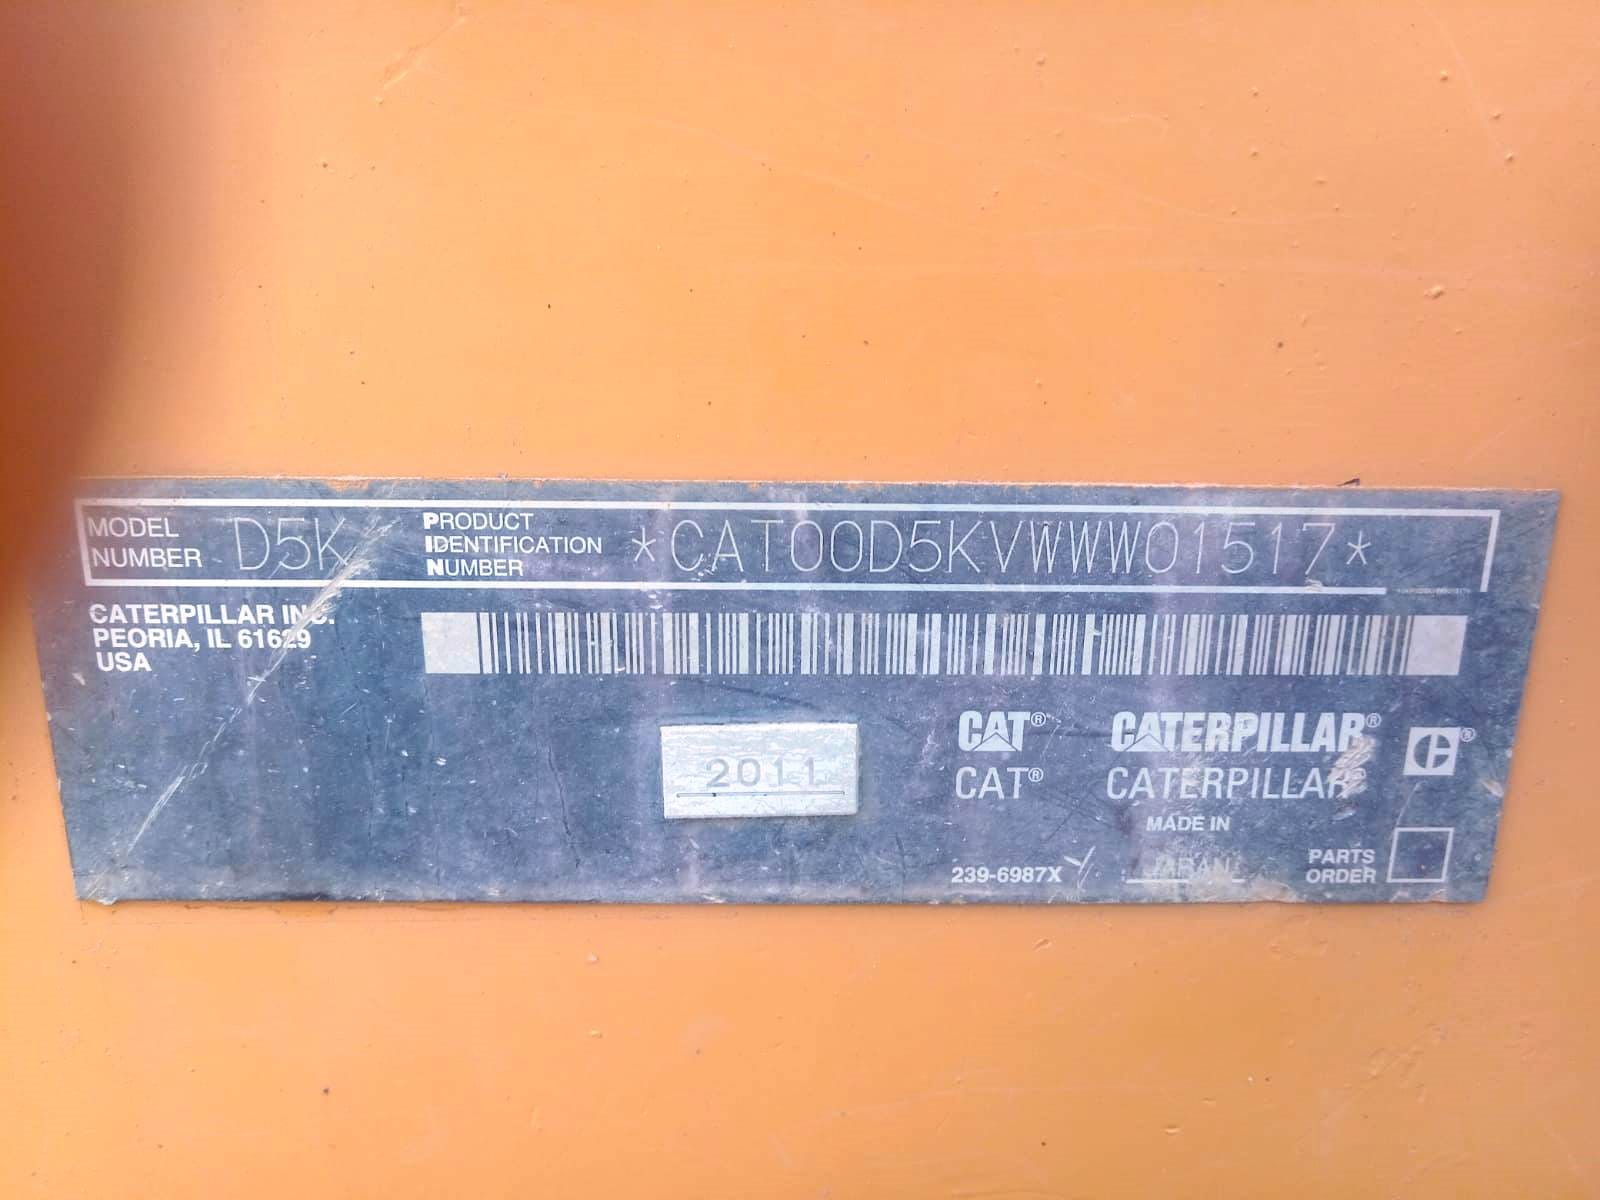 MODEL NUMBER D5K
PRODUCT IDENTIFICATION NUMBER *CAT00D5KVWWW01517*
CATERPILLAR INC.
PEORIA, IL 61629
USA
2011
CAT® CATERPILLAR®
CAT® CATERPILLAR®
MADE IN
239-6987X JAPAN
PARTS
ORDER